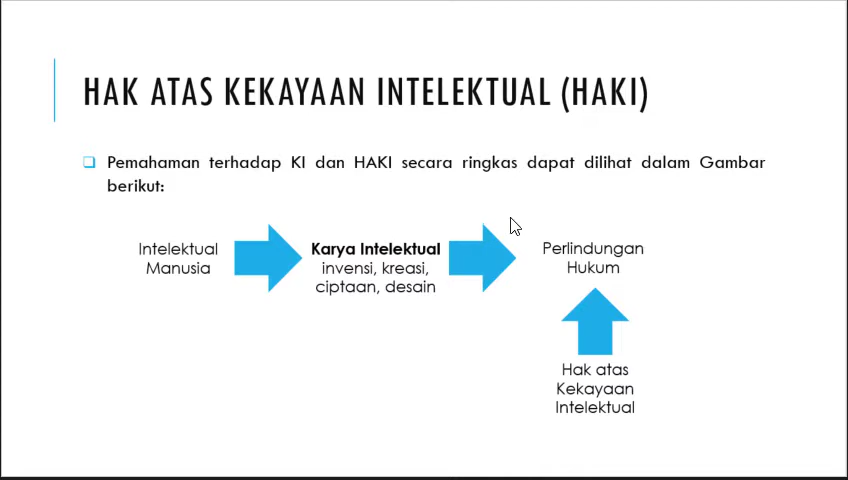 HAK ATAS KEKAYAAN INTELEKTUAL (HAKI)
Pemahaman terhadap KI dan HAKI secara ringkas dapat dilihat dalam Gambar
berikut:
Intelektual
Manusia
Karya Intelektual
invensi, kreasi,
ciptaan, desain
Perlindungan
Hukum
Hak atas
Kekayaan
Intelektual